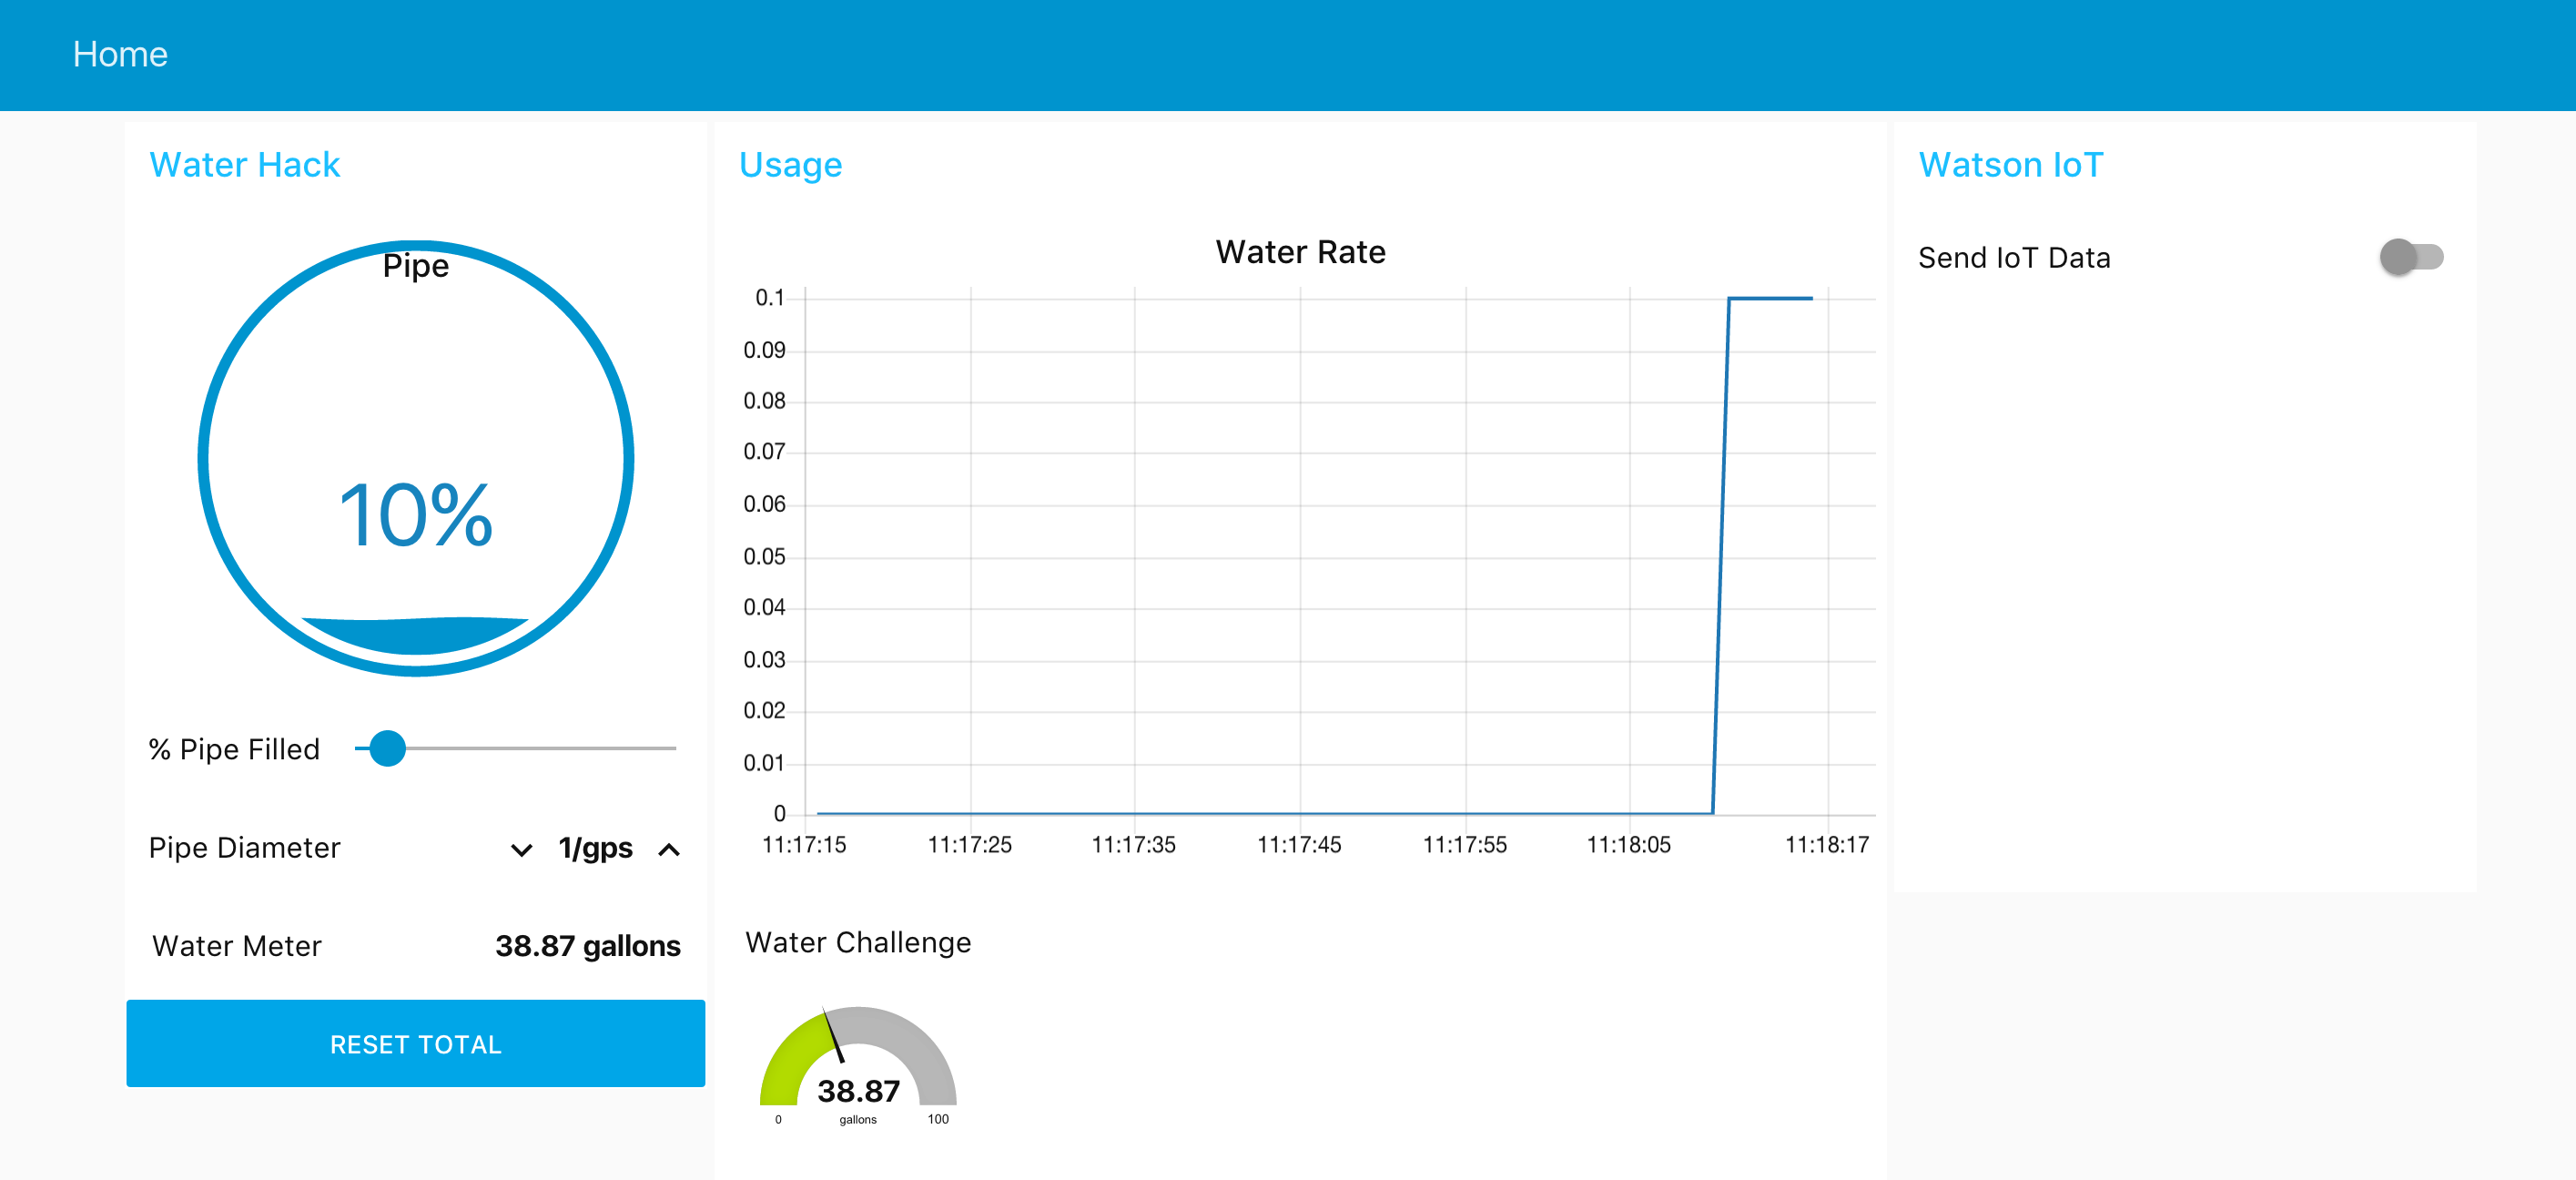 Home
Water Hack
Pipe
10%
% Pipe Filled
Pipe Diameter 1/gps
Water Meter 38.87 gallons
RESET TOTAL
Usage
Water Rate
0.1
0.09
0.08
0.07
0.06
0.05
0.04
0.03
0.02
0.01
0
11:17:15 11:17:25 11:17:35 11:17:45 11:17:55 11:18:05 11:18:17
Water Challenge
38.87
0 gallons 100
Watson IoT
Send IoT Data